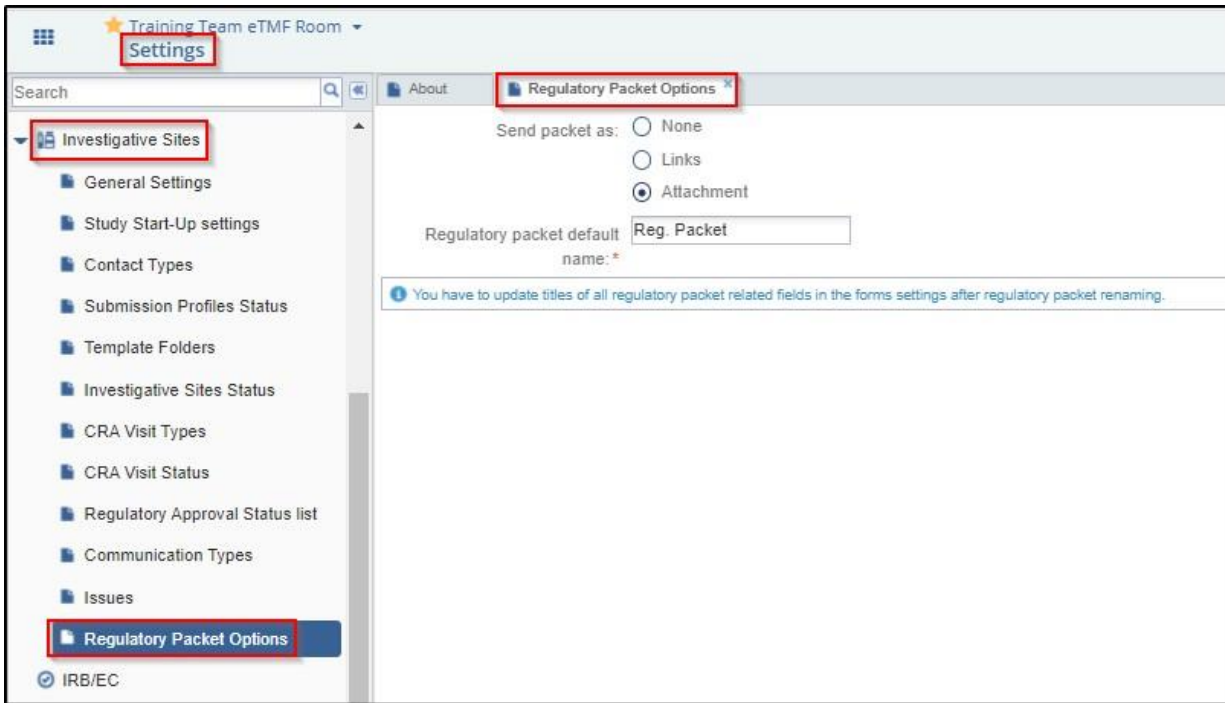 Training Team eTMF Room
Settings
Search
About
Regulatory Packet Options
Investigative Sites
General Settings
Study Start-Up settings
Contact Types
Submission Profiles Status
Template Folders
Investigative Sites Status
CRA Visit Types
CRA Visit Status
Regulatory Approval Status list
Communication Types
Issues
Regulatory Packet Options
IRB/EC
Send packet as:
None
Links
Attachment
Regulatory packet default
name:*
Reg. Packet
You have to update titles of all regulatory packet related fields in the forms settings after regulatory packet renaming.